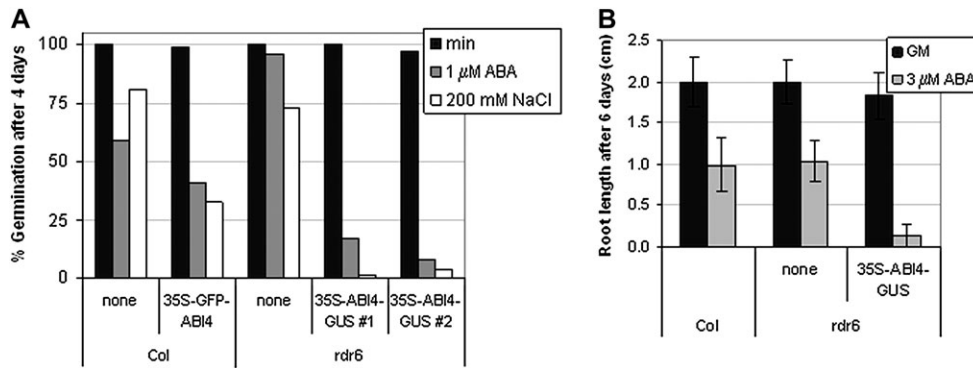 A
% Germination after 4 days
100
75
50
25
0
min
1 μM ABA
200 mM NaCl
none
35S-GFP-
ABI4
none
35S-ABI4-
GUS #1
35S-ABI4-
GUS #2
Col
rdr6
B
Root length after 6 days (cm)
2.5
2.0
1.5
1.0
0.5
0.0
GM
3 μM ABA
none
35S-ABI4-
GUS
Col
rdr6